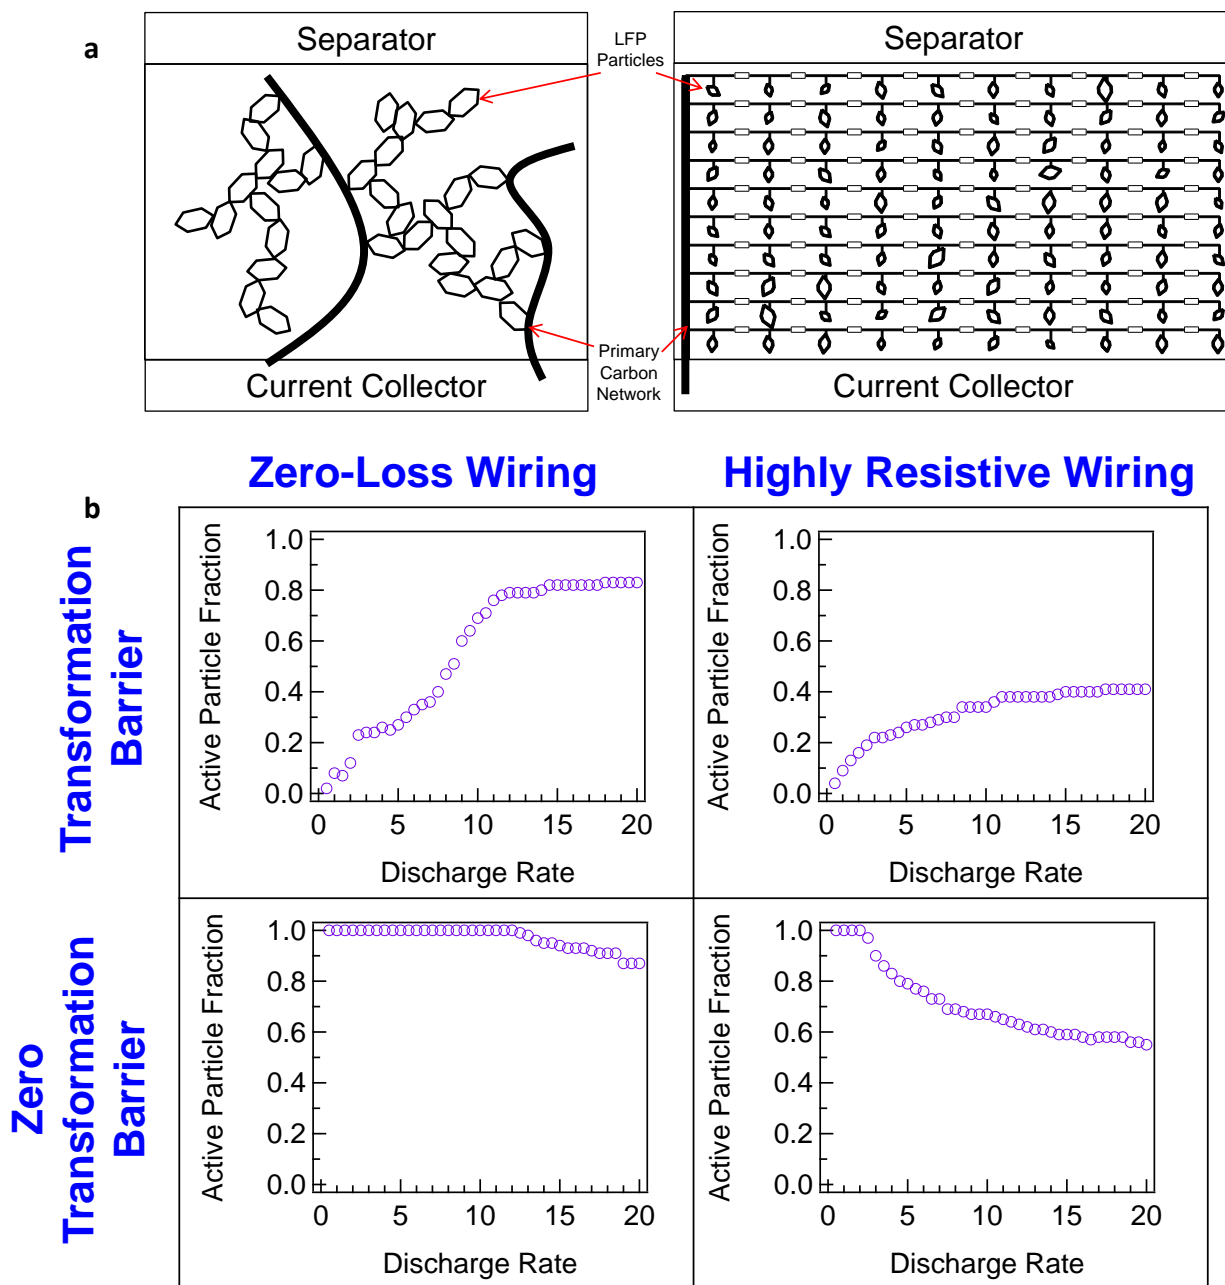 a
Separator
LFP
Particles
Separator
Primary
Carbon
Network
Current Collector
Current Collector
Zero-Loss Wiring
Highly Resistive Wiring
b
Transformation
Barrier
Active Particle Fraction
1.0
0.8
0.6
0.4
0.2
0.0
0 5 10 15 20
Discharge Rate
Active Particle Fraction
1.0
0.8
0.6
0.4
0.2
0.0
0 5 10 15 20
Discharge Rate
Zero
Transformation
Barrier
Active Particle Fraction
1.0
0.8
0.6
0.4
0.2
0.0
0 5 10 15 20
Discharge Rate
Active Particle Fraction
1.0
0.8
0.6
0.4
0.2
0.0
0 5 10 15 20
Discharge Rate